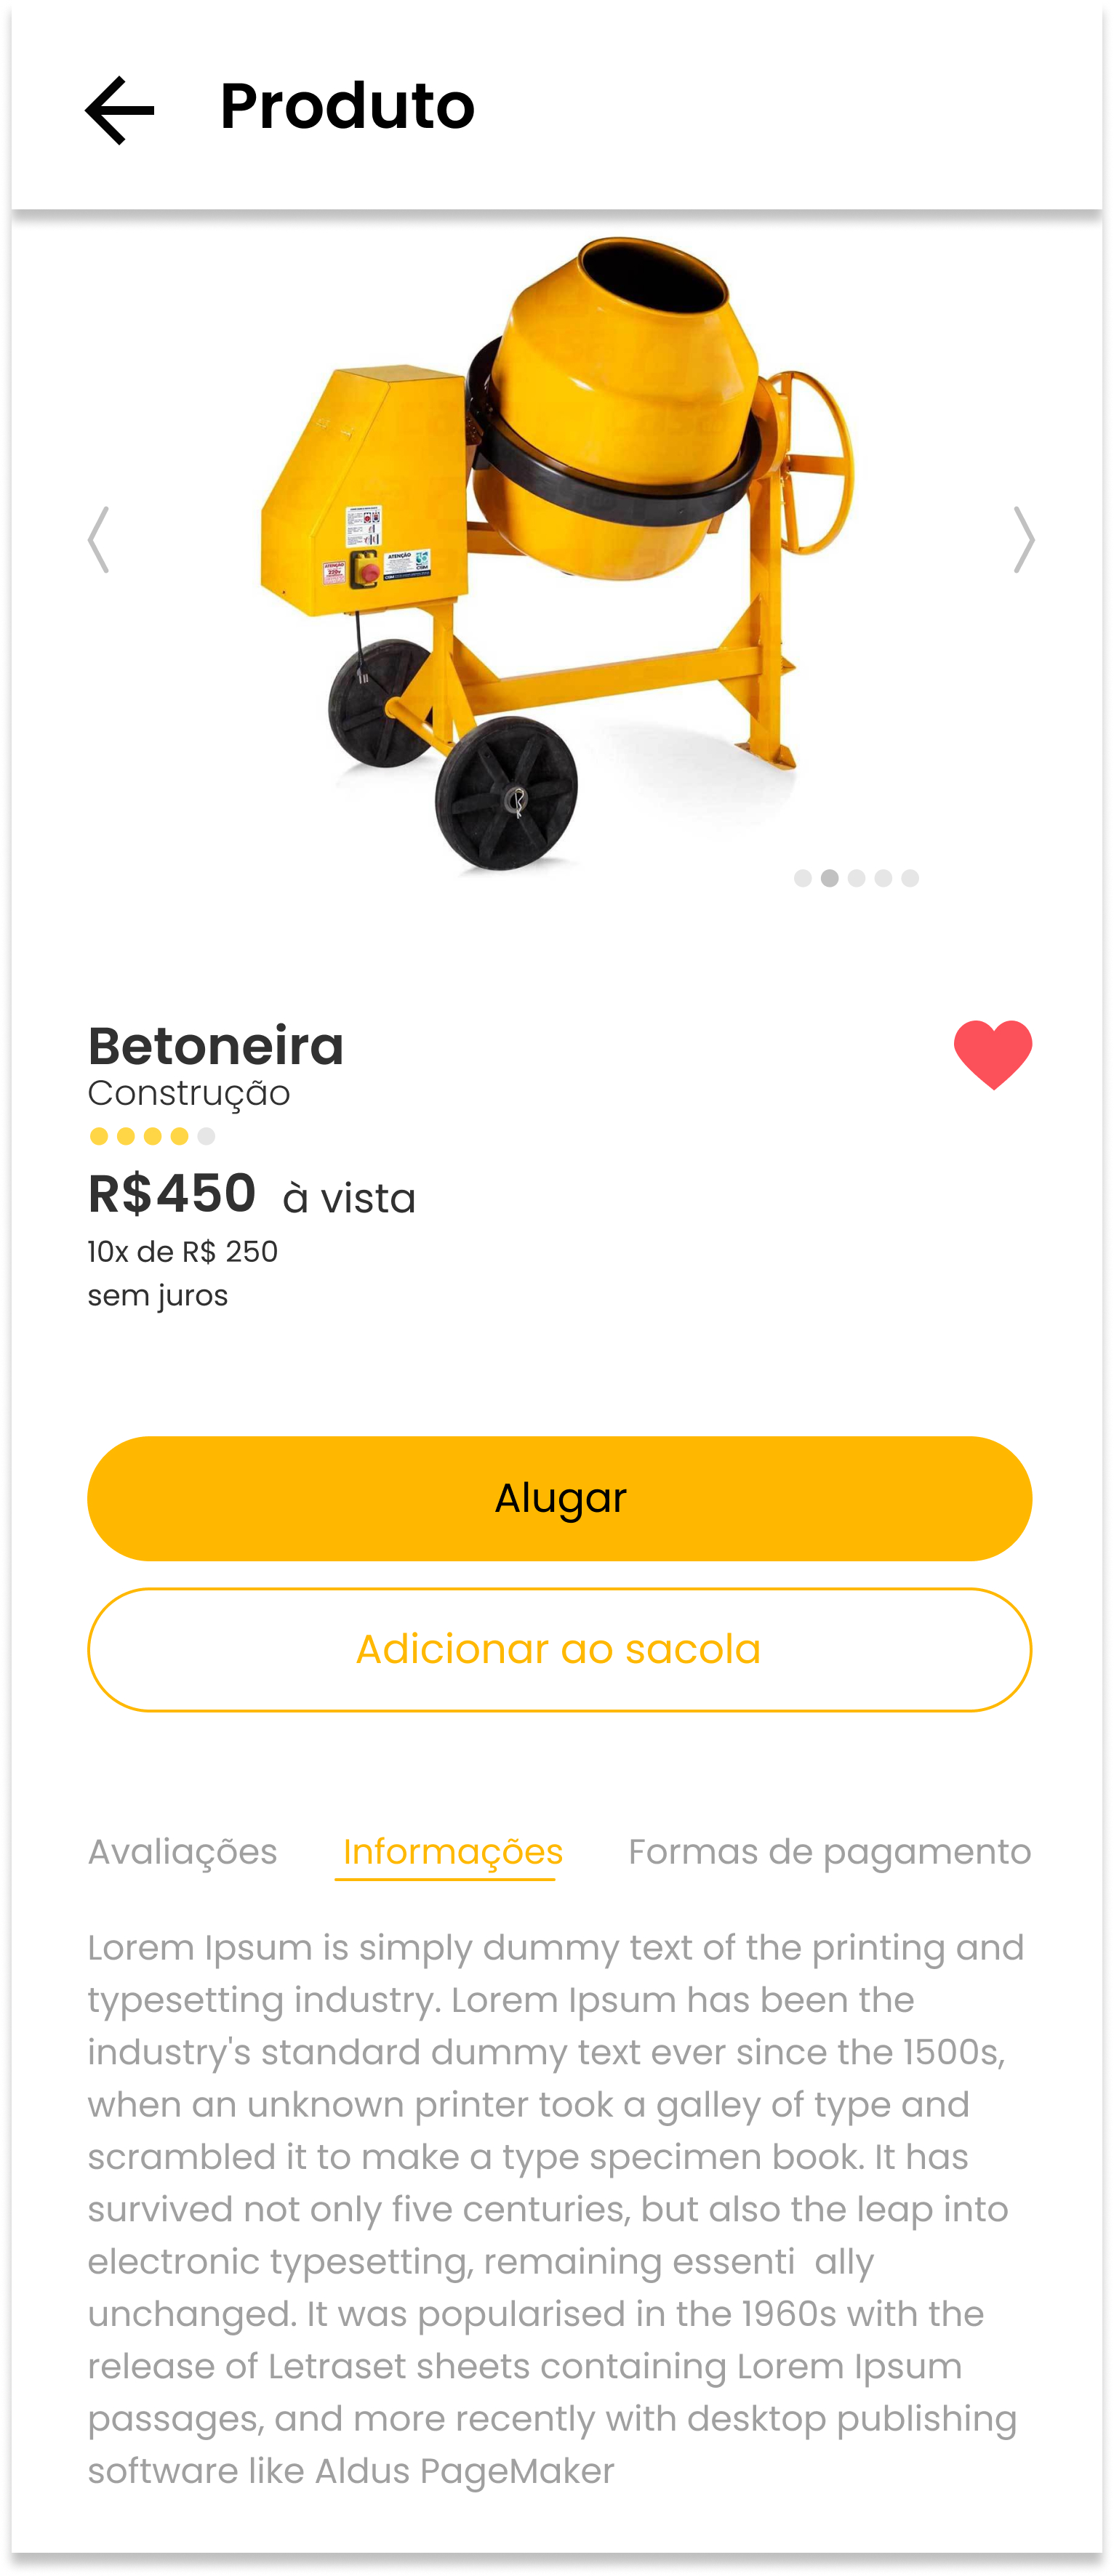 Produto
ATENÇÃO
ATENÇÃO
220v
CSM
Betoneira
Construção
R$450 à vista
10x de R$ 250
sem juros
Alugar
Adicionar ao sacola
Avaliações Informações Formas de pagamento
Lorem Ipsum is simply dummy text of the printing and
typesetting industry. Lorem Ipsum has been the
industry's standard dummy text ever since the 1500s,
when an unknown printer took a galley of type and
scrambled it to make a type specimen book. It has
survived not only five centuries, but also the leap into
electronic typesetting, remaining essenti ally
unchanged. It was popularised in the 1960s with the
release of Letraset sheets containing Lorem Ipsum
passages, and more recently with desktop publishing
software like Aldus PageMaker